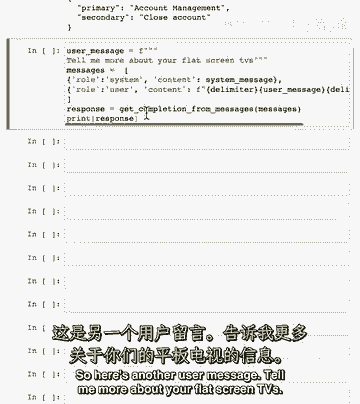 "primary": "Account Management",
"secondary": "Close account"
}
In [ ]: user_message = f"""
Tell me more about your flat screen tvs"""
messages = [
{'role':'system', 'content': system_message},
{'role':'user', 'content': f"{delimiter}{user_message}{deli
]
response = get_completion_from_messages(messages)
print(response)
In [ ]:
In [ ]:
In [ ]:
In [ ]:
In [ ]:
In [ ]:
In [ ]:
In [ ]:
这是另一个用户留言。告诉我更多
关于你们的平板电视的信息。
So here's another user message. Tell
me more about your flat screen TVs.